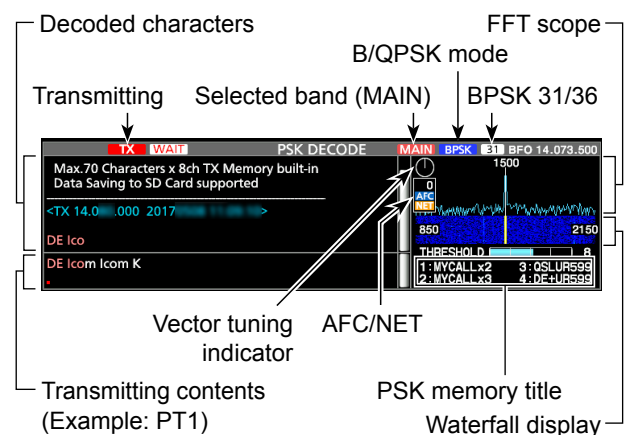 Decoded characters
FFT scope
B/QPSK mode
Transmitting
Selected band (MAIN)
BPSK 31/36
TX WAIT PSK DECODE MAIN BPSK 31 BFO 14.073.500
Max.70 Characters x 8ch TX Memory built-in
Data Saving to SD Card supported
1500
0
AFC
NET
<TX 14.0 .000 2017 >
850 2150
DE Ico
THRESHOLD 8
DE Icom Icom K
1:MYCALLx2 3:QSLUR599
2:MYCALLx3 4:DE+UR599
Vector tuning
indicator
AFC/NET
Transmitting contents
(Example: PT1)
PSK memory title
Waterfall display